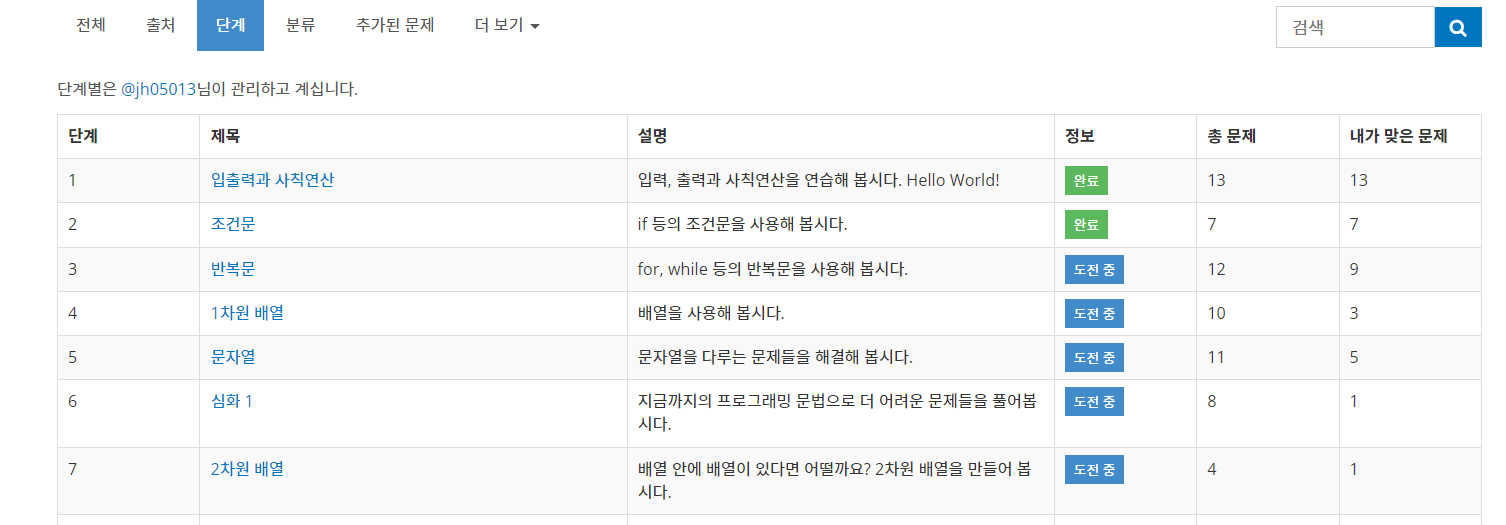 전체 출처 단계 분류 추가된 문제 더 보기 검색
단계별은 @jh05013님이 관리하고 계십니다.
단계 제목 설명 정보 총 문제 내가 맞은 문제
1 입출력과 사칙연산 입력, 출력과 사칙연산을 연습해 봅시다. Hello World! 완료 13 13
2 조건문 if 등의 조건문을 사용해 봅시다. 완료 7 7
3 반복문 for, while 등의 반복문을 사용해 봅시다. 도전 중 12 9
4 1차원 배열 배열을 사용해 봅시다. 도전 중 10 3
5 문자열 문자열을 다루는 문제들을 해결해 봅시다. 도전 중 11 5
6 심화 1 지금까지의 프로그래밍 문법으로 더 어려운 문제들을 풀어봅 도전 중 8 1
시다.
7 2차원 배열 배열 안에 배열이 있다면 어떨까요? 2차원 배열을 만들어 봅 도전 중 4 1
시다.